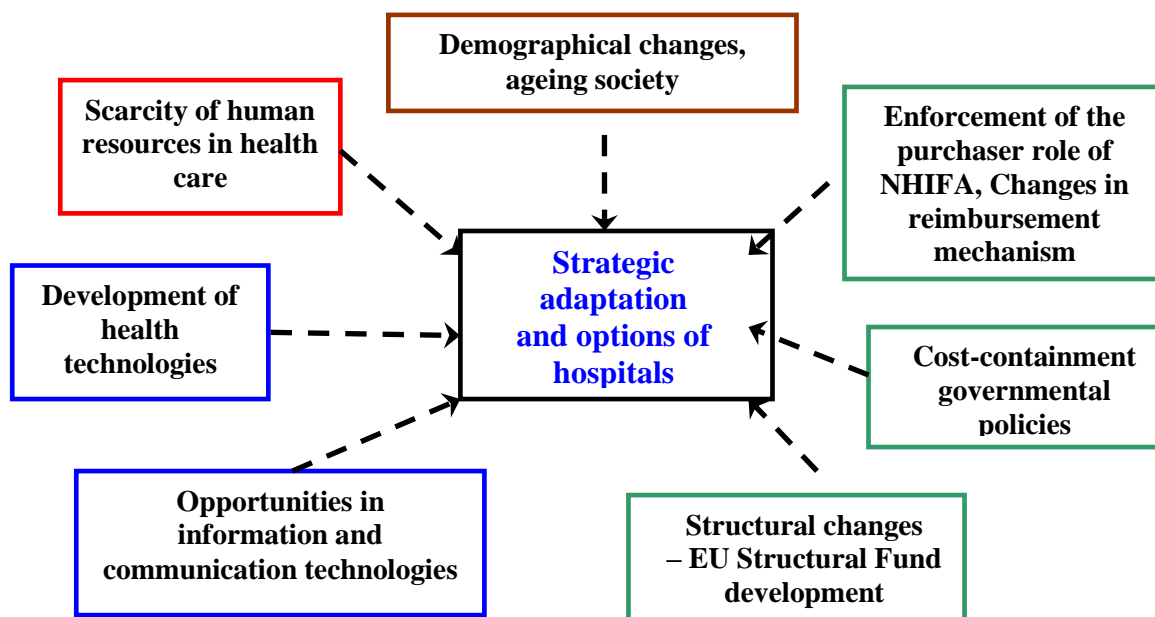 Demographical changes,
ageing society
Scarcity of human
resources in health
care
Enforcement of the
purchaser role of
NHIFA, Changes in
reimbursement
mechanism
Strategic
adaptation
and options of
hospitals
Development of
health
technologies
Cost-containment
governmental
policies
Opportunities in
information and
communication technologies
Structural changes
– EU Structural Fund
development